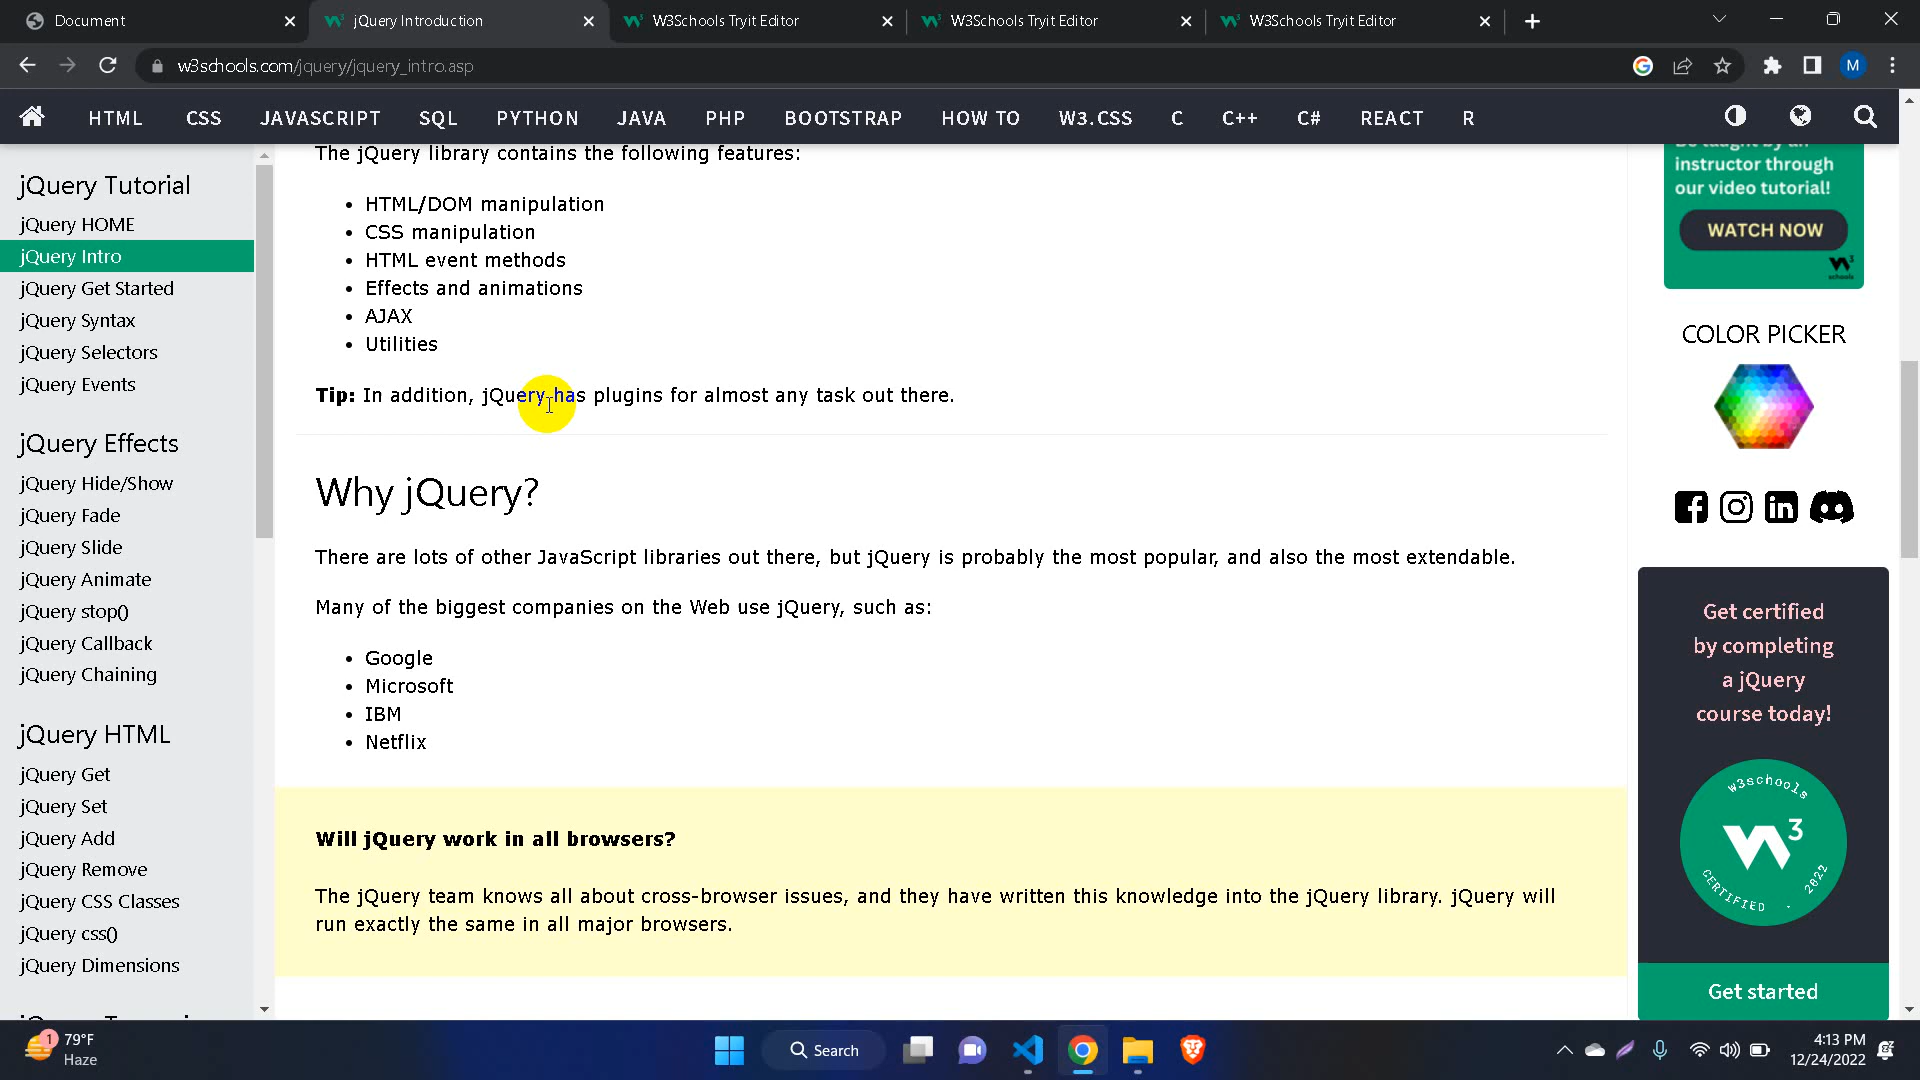 Document
jQuery Introduction
W3Schools Tryit Editor
W3Schools Tryit Editor
W3Schools Tryit Editor
w3schools.com/jquery/jquery_intro.asp
M
HTML CSS JAVASCRIPT SQL PYTHON JAVA PHP BOOTSTRAP HOW TO W3.CSS C C++ C# REACT R
jQuery Tutorial
jQuery HOME
jQuery Intro
jQuery Get Started
jQuery Syntax
jQuery Selectors
jQuery Events
jQuery Effects
jQuery Hide/Show
jQuery Fade
jQuery Slide
jQuery Animate
jQuery stop()
jQuery Callback
jQuery Chaining
jQuery HTML
jQuery Get
jQuery Set
jQuery Add
jQuery Remove
jQuery CSS Classes
jQuery css()
jQuery Dimensions
The jQuery library contains the following features:
• HTML/DOM manipulation
• CSS manipulation
• HTML event methods
• Effects and animations
• AJAX
• Utilities
Tip: In addition, jQuery has plugins for almost any task out there.
Why jQuery?
There are lots of other JavaScript libraries out there, but jQuery is probably the most popular, and also the most extendable.
Many of the biggest companies on the Web use jQuery, such as:
• Google
• Microsoft
• IBM
• Netflix
Will jQuery work in all browsers?
The jQuery team knows all about cross-browser issues, and they have written this knowledge into the jQuery library. jQuery will
run exactly the same in all major browsers.
Be taught by an
instructor through
our video tutorial!
WATCH NOW
schools
COLOR PICKER
Get certified
by completing
a jQuery
course today!
w3schools
3
CERTIFIED . 2022
Get started
1
79°F
Haze
Search
4:13 PM
12/24/2022